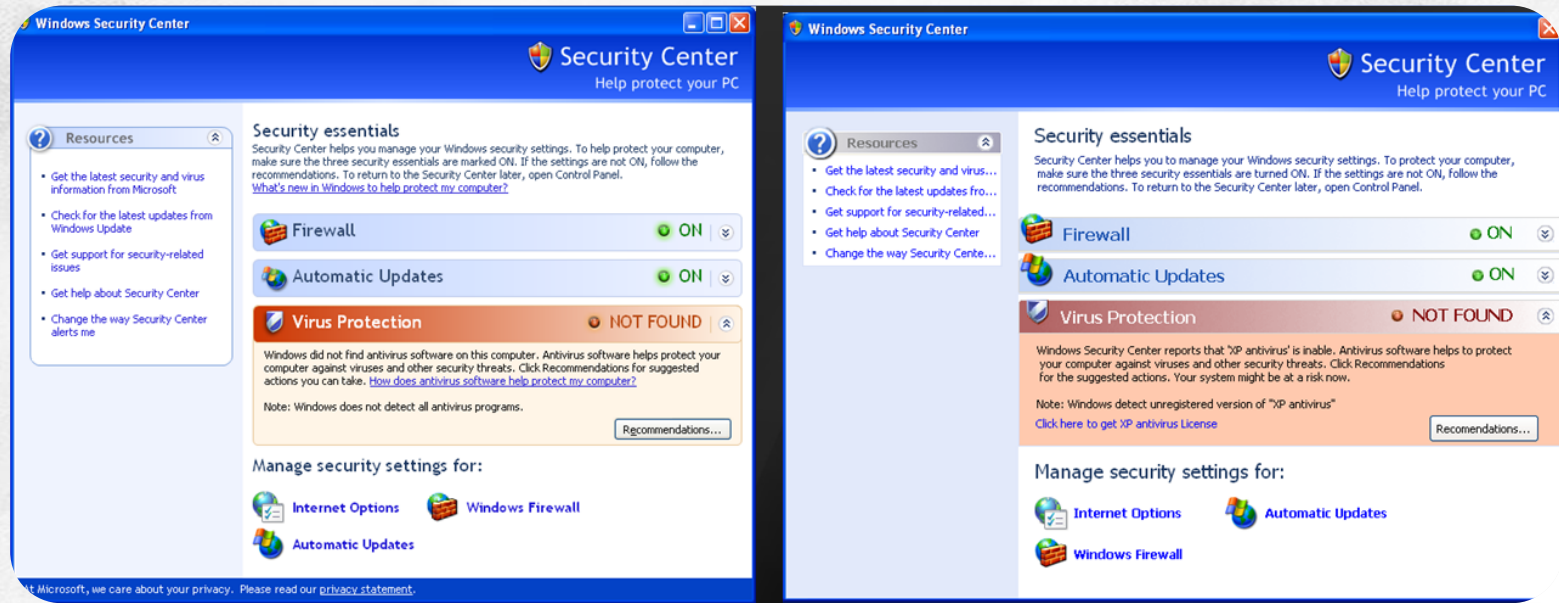 Windows Security Center
Security Center
Help protect your PC
Resources
Get the latest security and virus
information from Microsoft
Check for the latest updates from
Windows Update
Get support for security-related
issues
Get help about Security Center
Change the way Security Center
alerts me
Security essentials
Security Center helps you manage your Windows security settings. To help protect your computer,
make sure the three security essentials are marked ON. If the settings are not ON, follow the
recommendations. To return to the Security Center later, open Control Panel.
What's new in Windows to help protect my computer?
Firewall ON
Automatic Updates ON
Virus Protection NOT FOUND
Windows did not find antivirus software on this computer. Antivirus software helps protect your
computer against viruses and other security threats. Click Recommendations for suggested
actions you can take. How does antivirus software help protect my computer?
Note: Windows does not detect all antivirus programs.
Recommendations...
Manage security settings for:
Internet Options Windows Firewall
Automatic Updates
At Microsoft, we care about your privacy. Please read our privacy statement.
Windows Security Center
Security Center
Help protect your PC
Resources
Get the latest security and virus...
Check for the latest updates fro...
Get support for security-related...
Get help about Security Center
Change the way Security Cente...
Security essentials
Security Center helps you to manage your Windows security settings. To protect your computer,
make sure the three security essentials are turned ON. If the settings are not ON, follow the
recommendations. To return to the Security Center later, open Control Panel.
Firewall ON
Automatic Updates ON
Virus Protection NOT FOUND
Windows Security Center reports that 'XP antivirus' is inable. Antivirus software helps to protect
your computer against viruses and other security threats. Click Recommendations
for the suggested actions. Your system might be at a risk now.
Note: Windows detect unregistered version of "XP antivirus"
Click here to get XP antivirus License
Recomendations...
Manage security settings for:
Internet Options Automatic Updates
Windows Firewall